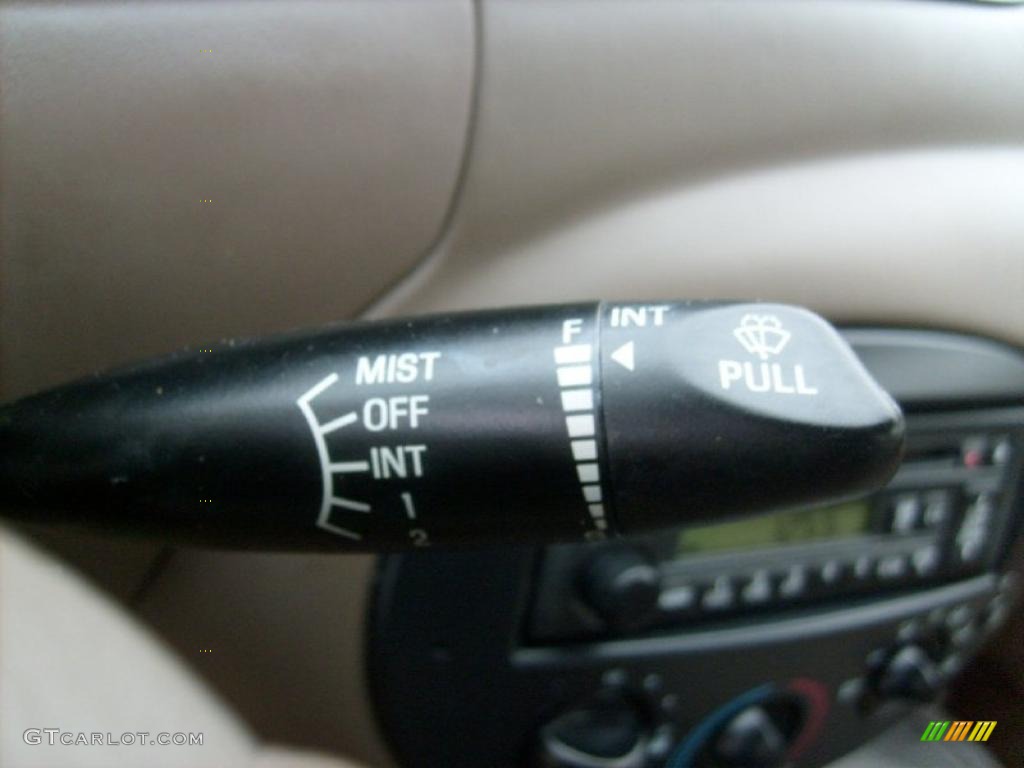 INT
F
MIST
OFF
INT
1
2
PULL
GTcarlot.com